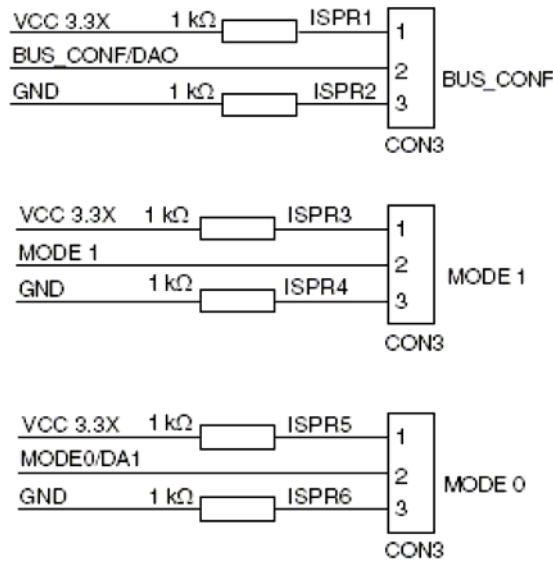 VCC 3.3X 1 kΩ ISPR1 1
BUS_CONF/DAO 2 BUS_CONF
GND 1 kΩ ISPR2 3
CON3
VCC 3.3X 1 kΩ ISPR3 1
MODE 1 2 MODE 1
GND 1 kΩ ISPR4 3
CON3
VCC 3.3X 1 kΩ ISPR5 1
MODE0/DA1 2 MODE 0
GND 1 kΩ ISPR6 3
CON3